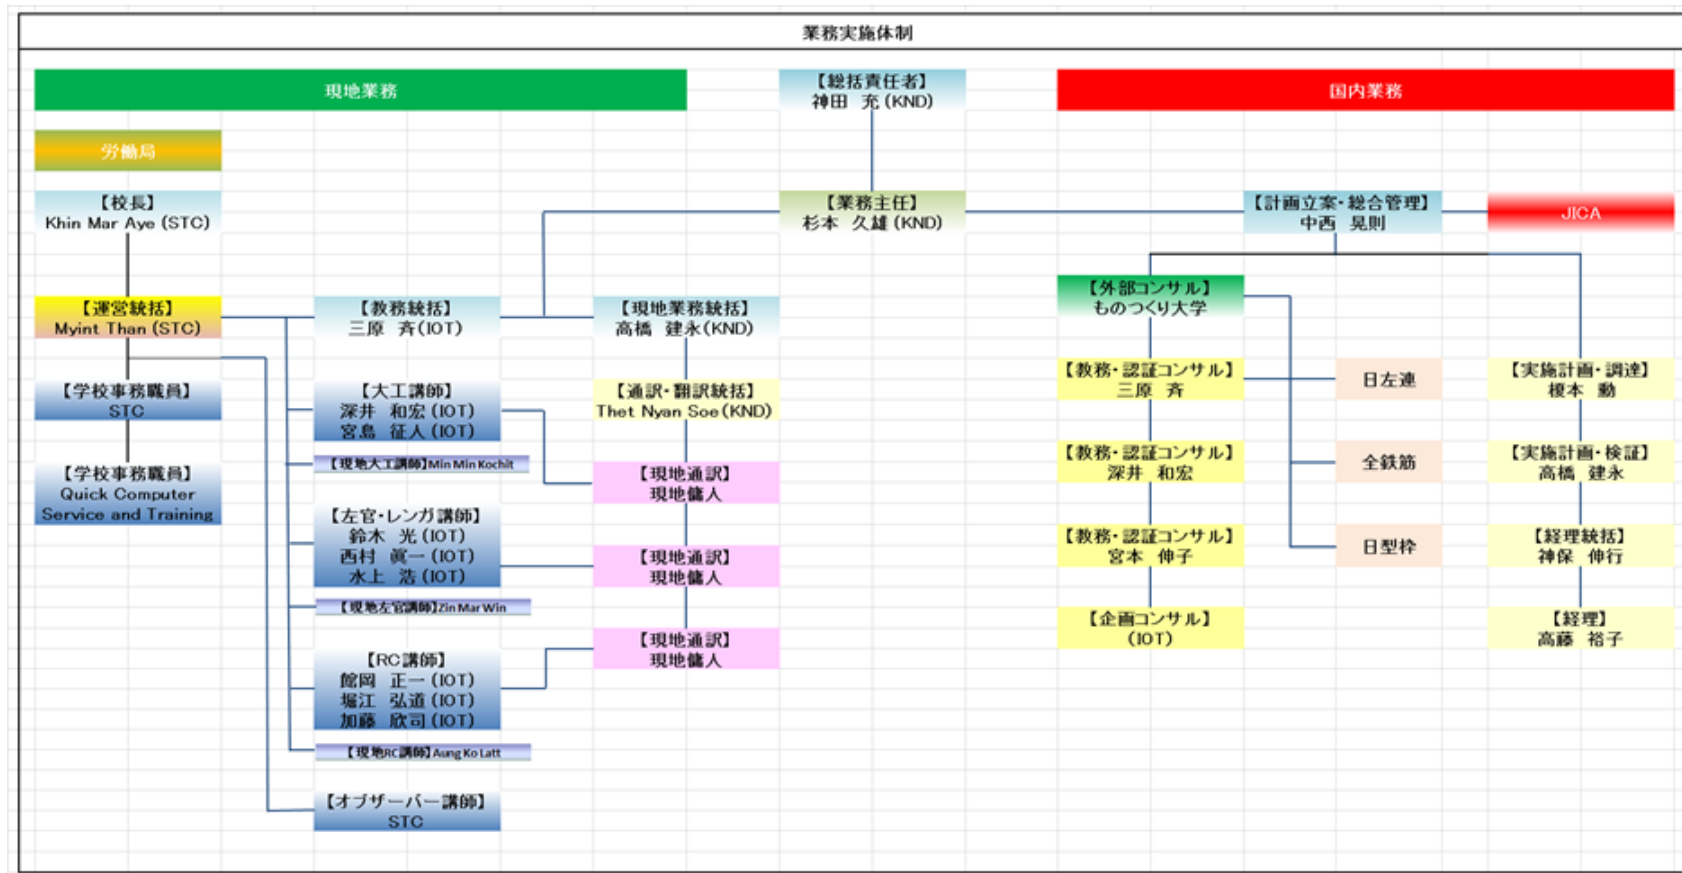 業務実施体制
現地業務
【総括責任者】
神田 充(KND)
国内業務
労働局
【校長】
Khin Mar Aye (STC)
【業務主任】
杉本 久雄(KND)
【計画立案・総合管理】
中西 晃則
JICA
【運営統括】
Myint Than (STC)
【教務統括】
三原 斉(IOT)
【現地業務統括】
高橋 建永(KND)
【外部コンサル】
ものつくり大学
【学校事務職員】
STC
【大工講師】
深井 和宏(IOT)
宮島 征人(IOT)
【通訳・翻訳統括】
Thet Nyan Soe(KND)
【教務・認証コンサル】
三原 斉
日左連
【実施計画・調達】
榎本 勳
【現地大工講師】Min Min Kochit
【学校事務職員】
Quick Computer
Service and Training
【現地通訳】
現地傭人
【教務・認証コンサル】
深井 和宏
全鉄筋
【実施計画・検証】
高橋 建永
【左官・レンガ講師】
鈴木 光(IOT)
西村 眞一(IOT)
水上 浩(IOT)
【現地通訳】
現地傭人
【教務・認証コンサル】
宮本 伸子
日型枠
【経理統括】
神保 伸行
【現地左官講師】Zin Mar Win
【RC講師】
館岡 正一(IOT)
堀江 弘道(IOT)
加藤 欣司(IOT)
【現地通訳】
現地傭人
【企画コンサル】
(IOT)
【経理】
高藤 裕子
【現地RC講師】Aung Ko Latt
【オブザーバー講師】
STC